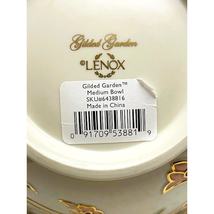 Gilded Garden
©LENOX
Gilded Garden™
Medium Bowl
SKU#6438816
Made in China
0 91709 53881 9